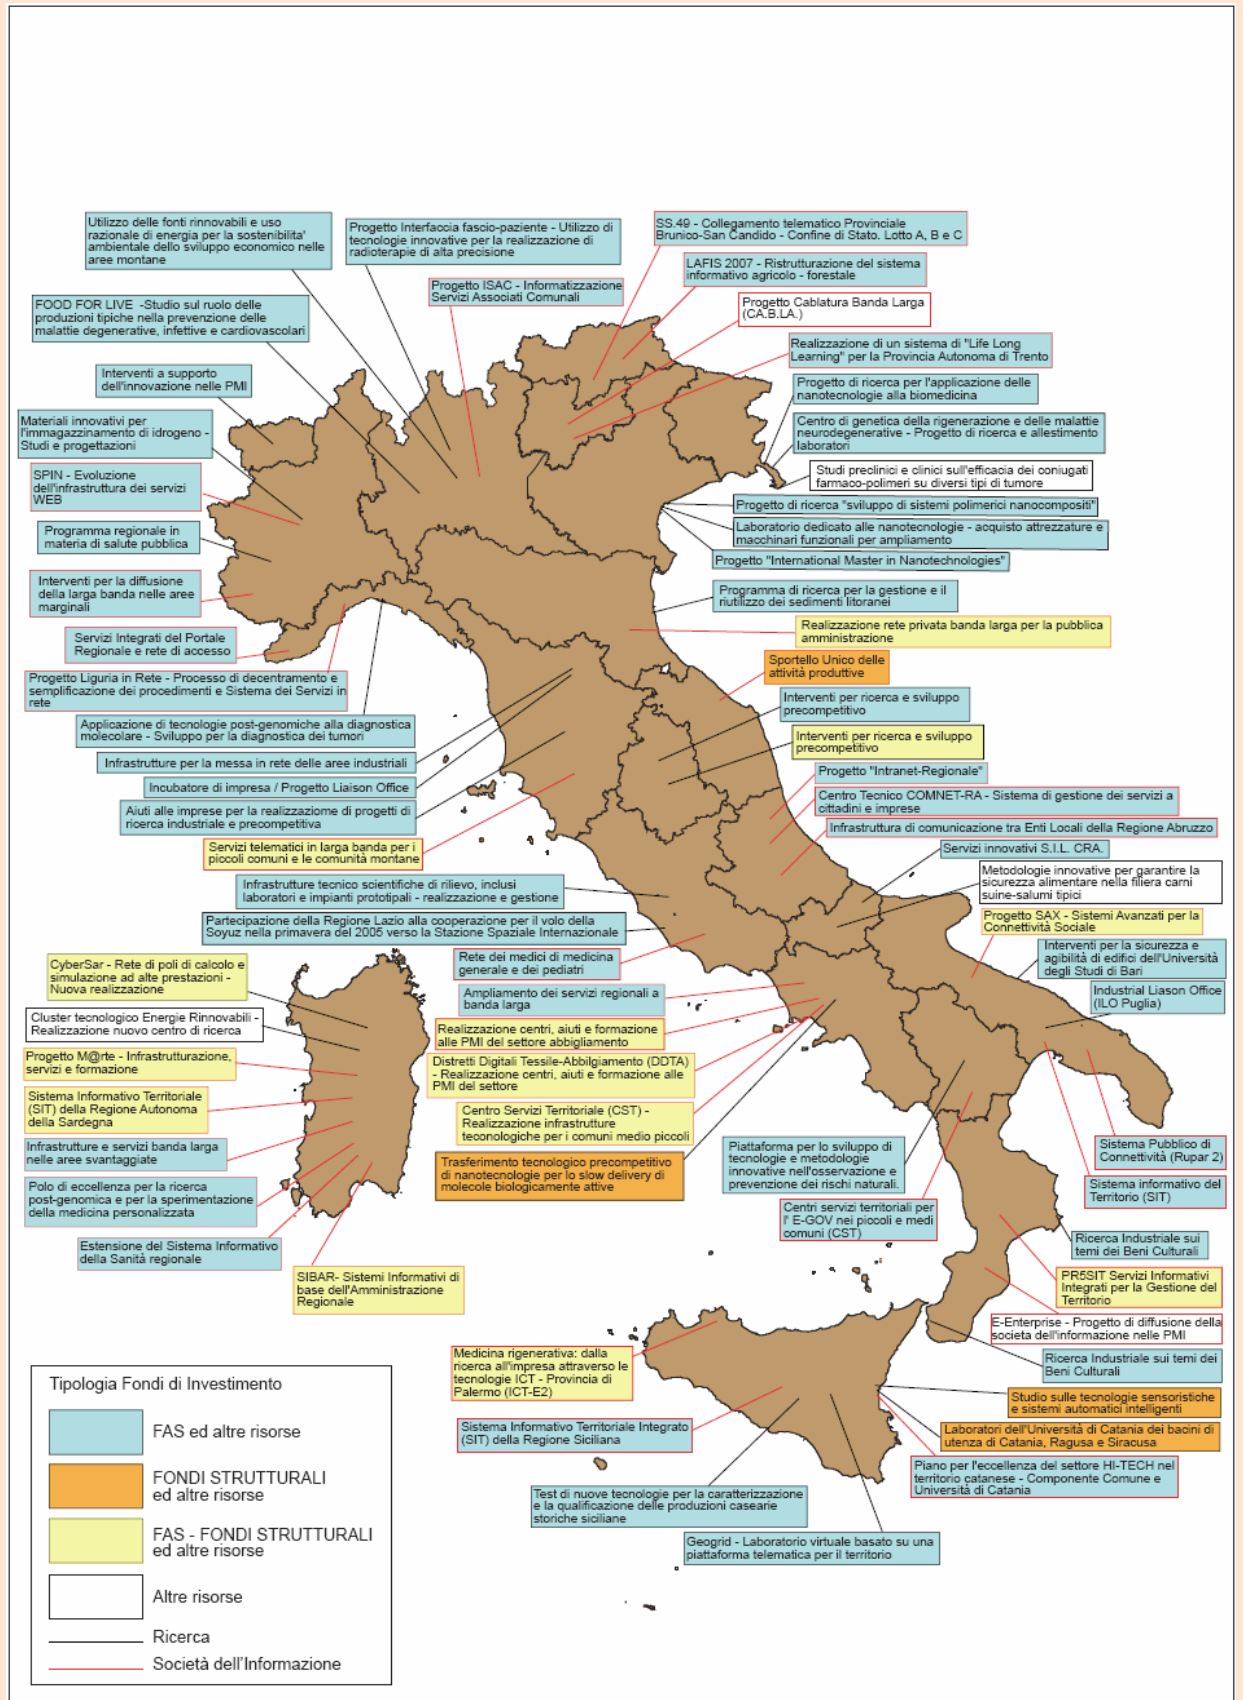 Utilizzo delle fonti rinnovabili e uso
razionale di energia per la sostenibilita'
ambientale dello sviluppo economico nelle
aree montane
Progetto Interfaccia fascio-paziente - Utilizzo di
tecnologie innovative per la realizzazione di
radioterapie di alta precisione
SS.49 - Collegamento telematico Provinciale
Brunico-San Candido - Confine di Stato. Lotto A, B e C
LAFIS 2007 - Ristrutturazione del sistema
informativo agricolo - forestale
Progetto ISAC - Informatizzazione
Servizi Associati Comunali
Progetto Cablatura Banda Larga
(CA.B.LA.)
FOOD FOR LIVE -Studio sul ruolo delle
produzioni tipiche nella prevenzione delle
malattie degenerative, infettive e cardiovascolari
Realizzazione di un sistema di "Life Long
Learning" per la Provincia Autonoma di Trento
Interventi a supporto
dell'innovazione nelle PMI
Progetto di ricerca per l'applicazione delle
nanotecnologie alla biomedicina
Materiali innovativi per
l'immagazzinamento di idrogeno -
Studi e progettazioni
Centro di genetica della rigenerazione e delle malattie
neurodegenerative - Progetto di ricerca e allestimento
laboratori
SPIN - Evoluzione
dell'infrastruttura dei servizi
WEB
Studi preclinici e clinici sull'efficacia dei coniugati
farmaco-polimeri su diversi tipi di tumore
Progetto di ricerca "sviluppo di sistemi polimerici nanocompositi"
Programma regionale in
materia di salute pubblica
Laboratorio dedicato alle nanotecnologie - acquisto attrezzature e
macchinari funzionali per ampliamento
Progetto "International Master in Nanotechnologies"
Interventi per la diffusione
della larga banda nelle aree
marginali
Programma di ricerca per la gestione e il
riutilizzo dei sedimenti litoranei
Servizi Integrati del Portale
Regionale e rete di accesso
Realizzazione rete privata banda larga per la pubblica
amministrazione
Progetto Liguria in Rete - Processo di decentramento e
semplificazione dei procedimenti e Sistema dei Servizi in
rete
Sportello Unico delle
attività produttive
Applicazione di tecnologie post-genomiche alla diagnostica
molecolare - Sviluppo per la diagnostica dei tumori
Interventi per ricerca e sviluppo
precompetitivo
Infrastrutture per la messa in rete delle aree industriali
Interventi per ricerca e sviluppo
precompetitivo
Incubatore di impresa / Progetto Liaison Office
Progetto "Intranet-Regionale"
Aiuti alle imprese per la realizzaziome di progetti di
ricerca industriale e precompetitiva
Centro Tecnico COMNET-RA - Sistema di gestione dei servizi a
cittadini e imprese
Infrastruttura di comunicazione tra Enti Locali della Regione Abruzzo
Servizi telematici in larga banda per i
piccoli comuni e le comunità montane
Servizi innovativi S.I.L. CRA.
Metodologie innovative per garantire la
sicurezza alimentare nella filiera carni
suine-salumi tipici
Infrastrutture tecnico scientifiche di rilievo, inclusi
laboratori e impianti prototipali - realizzazione e gestione
Partecipazione della Regione Lazio alla cooperazione per il volo della
Soyuz nella primavera del 2005 verso la Stazione Spaziale Internazionale
Progetto SAX - Sistemi Avanzati per la
Connettività Sociale
Interventi per la sicurezza e
agibilità di edifici dell'Università
degli Studi di Bari
Rete dei medici di medicina
generale e dei pediatri
CyberSar - Rete di poli di calcolo e
simulazione ad alte prestazioni -
Nuova realizzazione
Ampliamento dei servizi regionali a
banda larga
Industrial Liason Office
(ILO Puglia)
Cluster tecnologico Energie Rinnovabili -
Realizzazione nuovo centro di ricerca
Realizzazione centri, aiuti e formazione
alle PMI del settore abbigliamento
Progetto M@rte - Infrastrutturazione,
servizi e formazione
Distretti Digitali Tessile-Abbilgiamento (DDTA)
- Realizzazione centri, aiuti e formazione alle
PMI del settore
Sistema Informativo Territoriale
(SIT) della Regione Autonoma
della Sardegna
Centro Servizi Territoriale (CST) -
Realizzazione infrastrutture
teconologiche per i comuni medio piccoli
Infrastrutture e servizi banda larga
nelle aree svantaggiate
Trasferimento tecnologico precompetitivo
di nanotecnologie per lo slow delivery di
molecole biologicamente attive
Piattaforma per lo sviluppo di
tecnologie e metodologie
innovative nell'osservazione e
prevenzione dei rischi naturali.
Sistema Pubblico di
Connettività (Rupar 2)
Polo di eccellenza per la ricerca
post-genomica e per la sperimentazione
della medicina personalizzata
Sistema informativo del
Territorio (SIT)
Centri servizi territoriali per
l' E-GOV nei piccoli e medi
comuni (CST)
Estensione del Sistema Informativo
della Sanità regionale
Ricerca Industriale sui
temi dei Beni Culturali
SIBAR- Sistemi Informativi di
base dell'Amministrazione
Regionale
PR5SIT Servizi Informativi
Integrati per la Gestione del
Territorio
E-Enterprise - Progetto di diffusione della
societa dell'informazione nelle PMI
Medicina rigenerativa: dalla
ricerca all'impresa attraverso le
tecnologie ICT - Provincia di
Palermo (ICT-E2)
Ricerca Industriale sui temi dei
Beni Culturali
Studio sulle tecnologie sensoristiche
e sistemi automatici intelligenti
Sistema Informativo Territoriale Integrato
(SIT) della Regione Siciliana
Laboratori dell'Università di Catania dei bacini di
utenza di Catania, Ragusa e Siracusa
Piano per l'eccellenza del settore HI-TECH nel
territorio catanese - Componente Comune e
Università di Catania
Test di nuove tecnologie per la caratterizzazione
e la qualificazione delle produzioni casearie
storiche siciliane
Geogrid - Laboratorio virtuale basato su una
piattaforma telematica per il territorio
Tipologia Fondi di Investimento
FAS ed altre risorse
FONDI STRUTTURALI
ed altre risorse
FAS - FONDI STRUTTURALI
ed altre risorse
Altre risorse
Ricerca
Società dell'Informazione